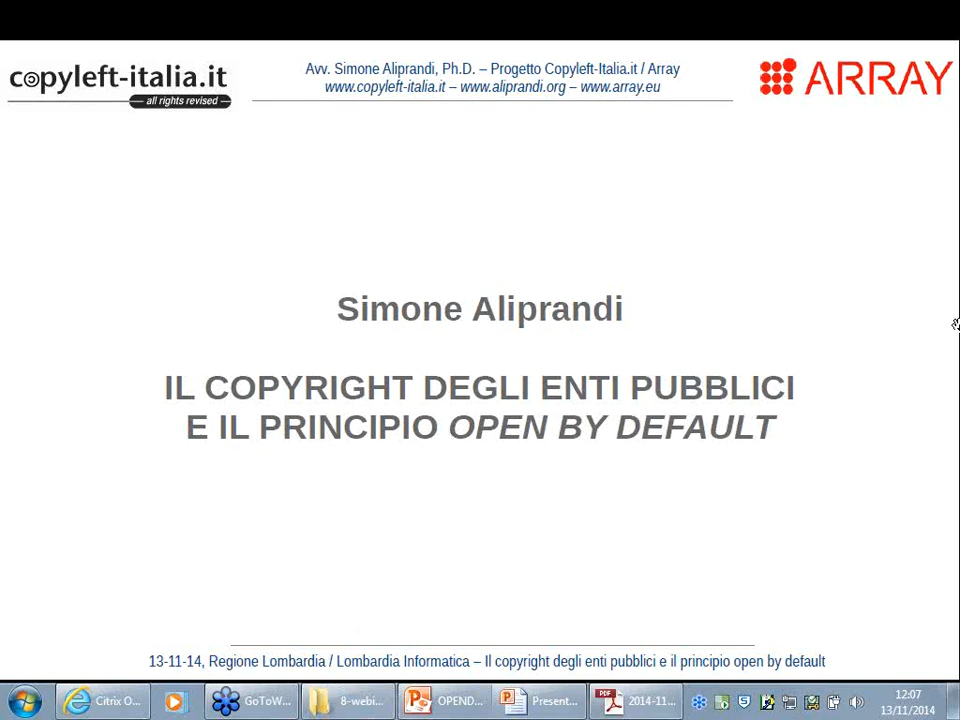 copyleft-italia.it
all rights revised
Avv. Simone Aliprandi, Ph.D. – Progetto Copyleft-Italia.it / Array
www.copyleft-italia.it – www.aliprandi.org – www.array.eu
ARRAY
Simone Aliprandi
IL COPYRIGHT DEGLI ENTI PUBBLICI
E IL PRINCIPIO OPEN BY DEFAULT
13-11-14, Regione Lombardia / Lombardia Informatica – Il copyright degli enti pubblici e il principio open by default
Citrix O... GoToW... 8-webi... OPEND... Present... PDF 2014-11... 12:07
13/11/2014